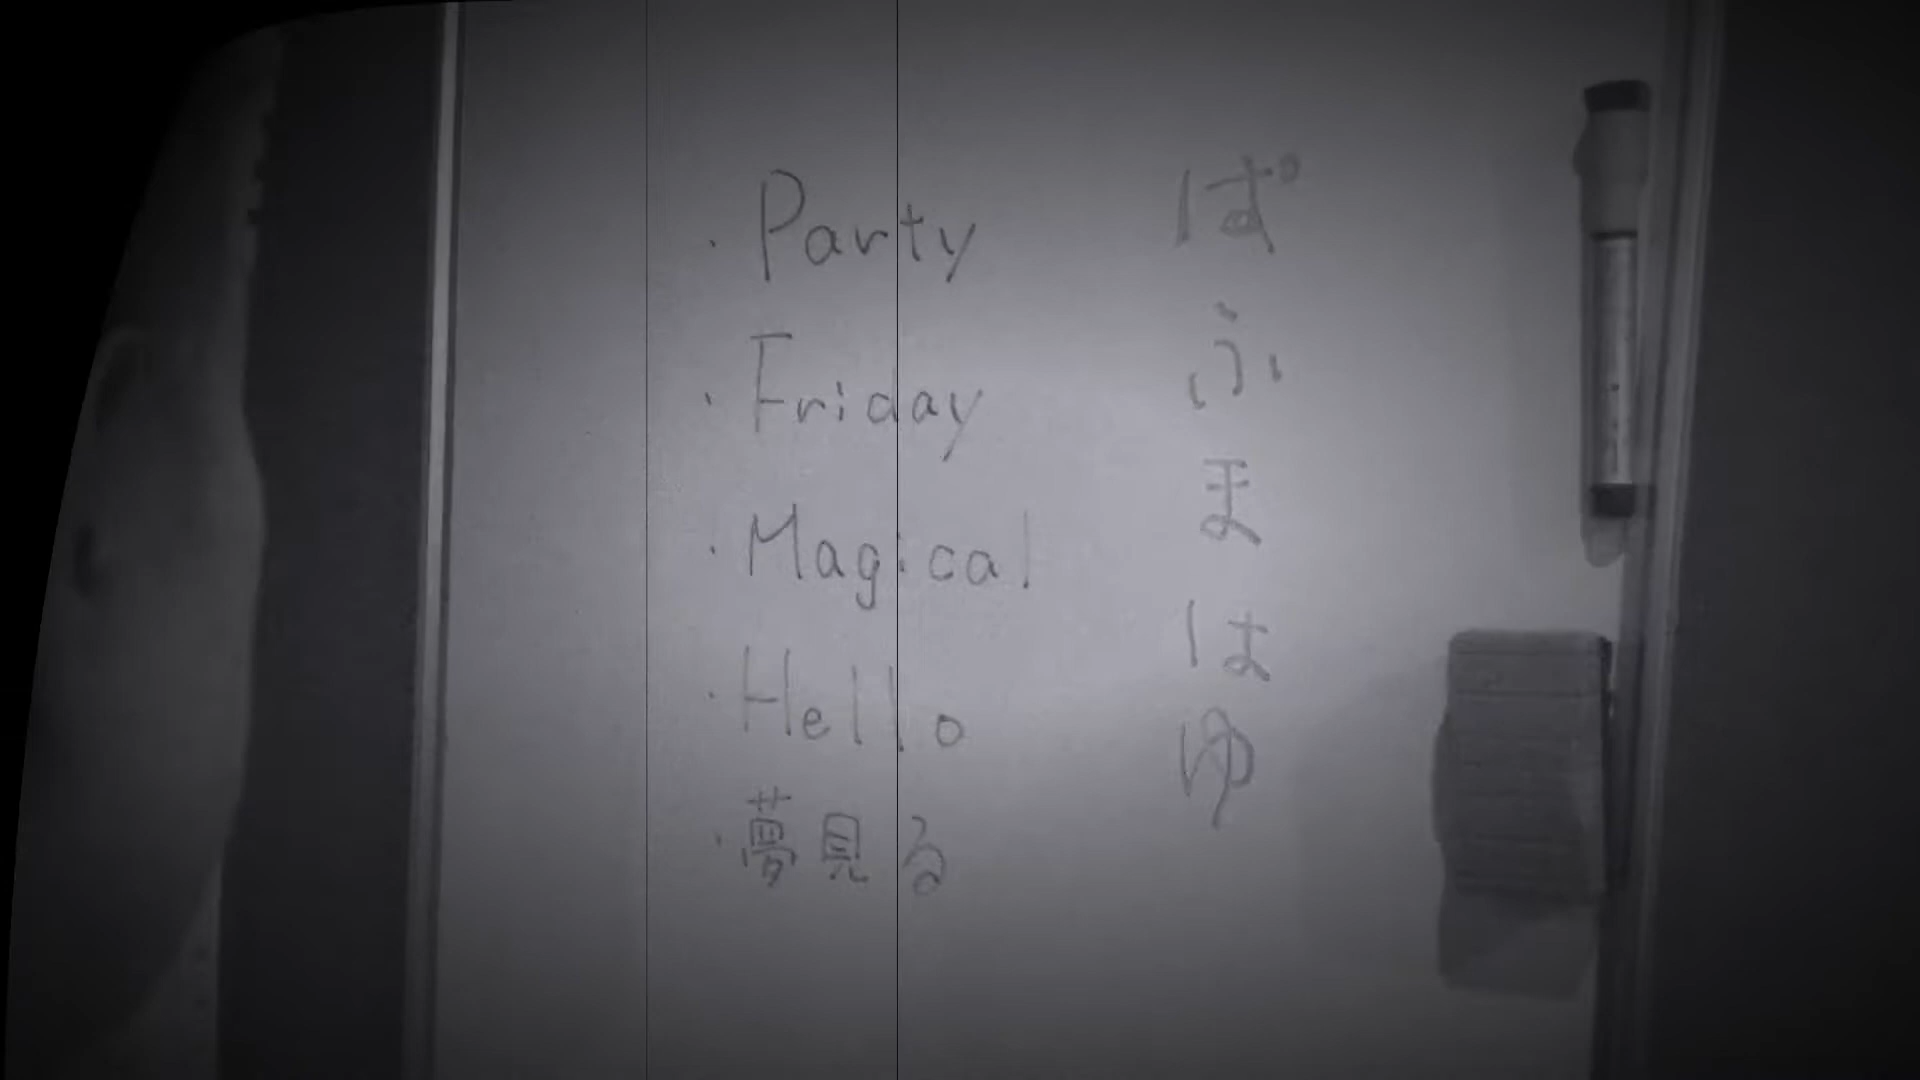 ・Party
・Friday
・Magical
・Hello
・夢見る
ぱ
ふ
ま
は
ゆ